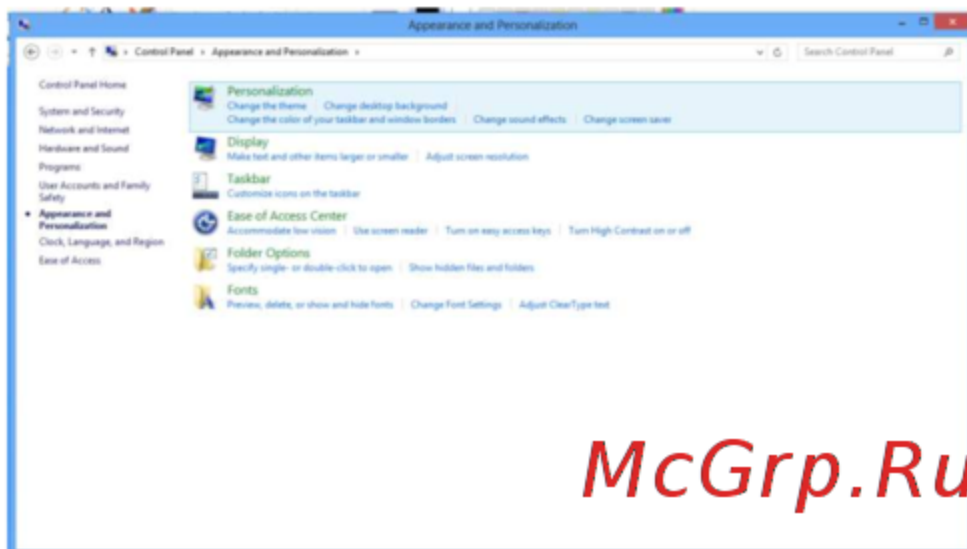 Appearance and Personalization
Control Panel Appearance and Personalization
Search Control Panel
Control Panel Home
System and Security
Network and Internet
Hardware and Sound
Programs
User Accounts and Family
Safety
Appearance and
Personalization
Clock, Language, and Region
Ease of Access
Personalization
Change the theme Change desktop background
Change the color of your taskbar and window borders Change sound effects Change screen saver
Display
Make text and other items larger or smaller Adjust screen resolution
Taskbar
Customize icons on the taskbar
Ease of Access Center
Accommodate low vision Use screen reader Turn on easy access keys Turn High Contrast on or off
Folder Options
Specify single- or double-click to open Show hidden files and folders
Fonts
Preview, delete, or show and hide fonts Change Font Settings Adjust ClearType text
McGrp.Ru